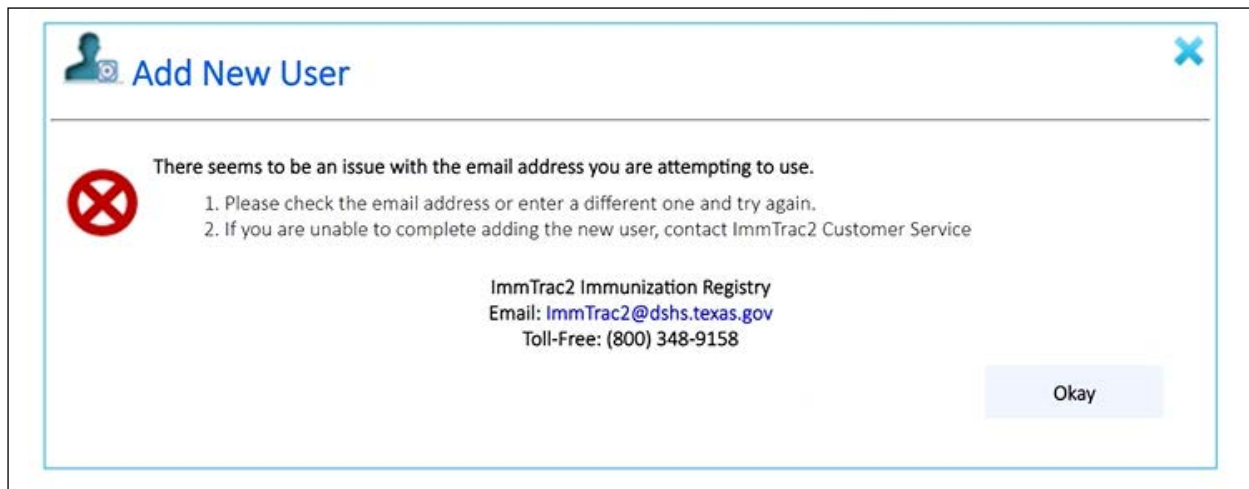 Add New User
There seems to be an issue with the email address you are attempting to use.
1. Please check the email address or enter a different one and try again.
2. If you are unable to complete adding the new user, contact ImmTrac2 Customer Service
ImmTrac2 Immunization Registry
Email: ImmTrac2@dshs.texas.gov
Toll-Free: (800) 348-9158
Okay